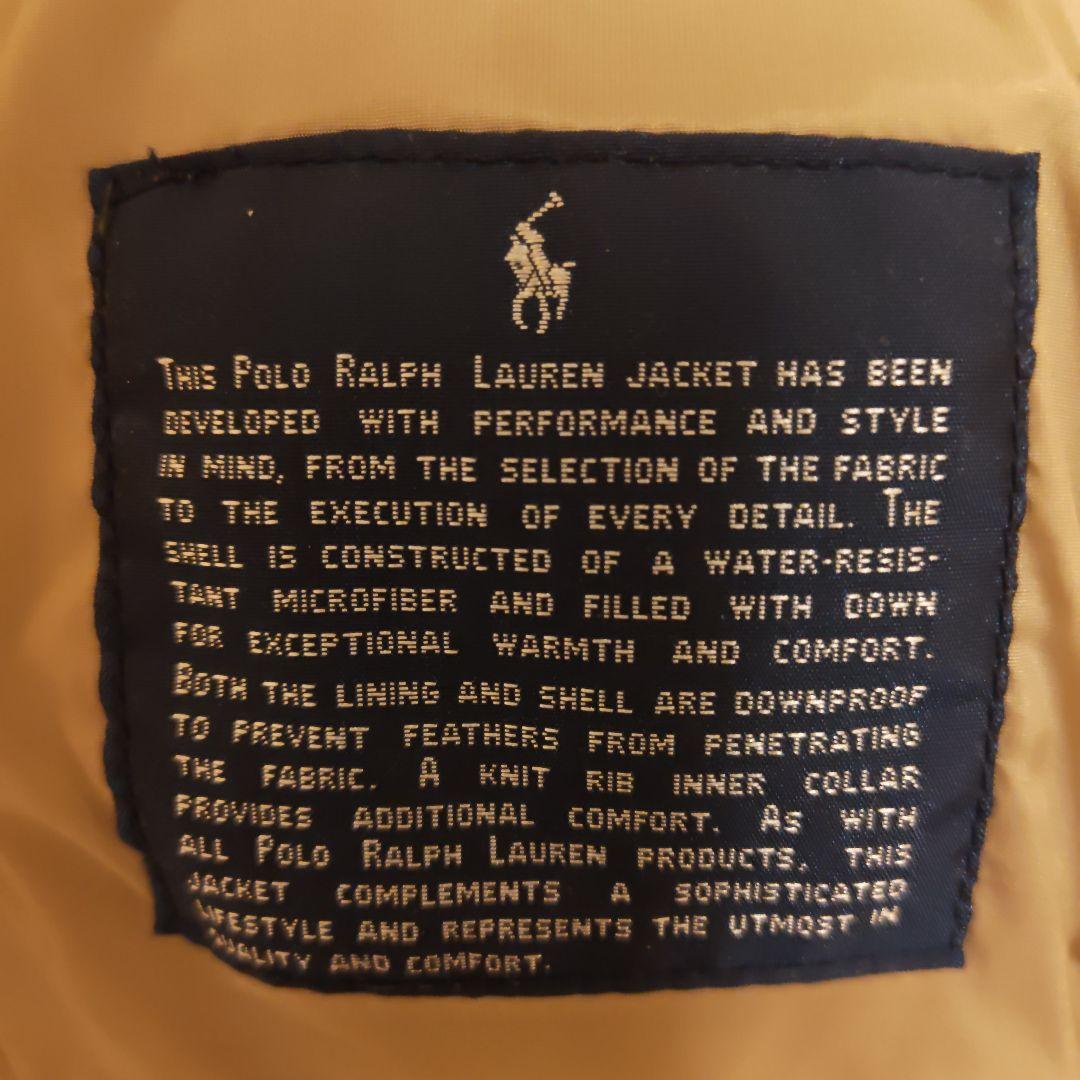 This Polo Ralph Lauren jacket has been
developed with performance and style
in mind, from the selection of the fabric
to the execution of every detail. The
shell is constructed of a water-resis-
tant microfiber and filled with down
for exceptional warmth and comfort.
Both the lining and shell are downproof
to prevent feathers from penetrating
the fabric. A knit rib inner collar
provides additional comfort. As with
all Polo Ralph Lauren products, this
jacket complements a sophisticated
lifestyle and represents the utmost in
quality and comfort.